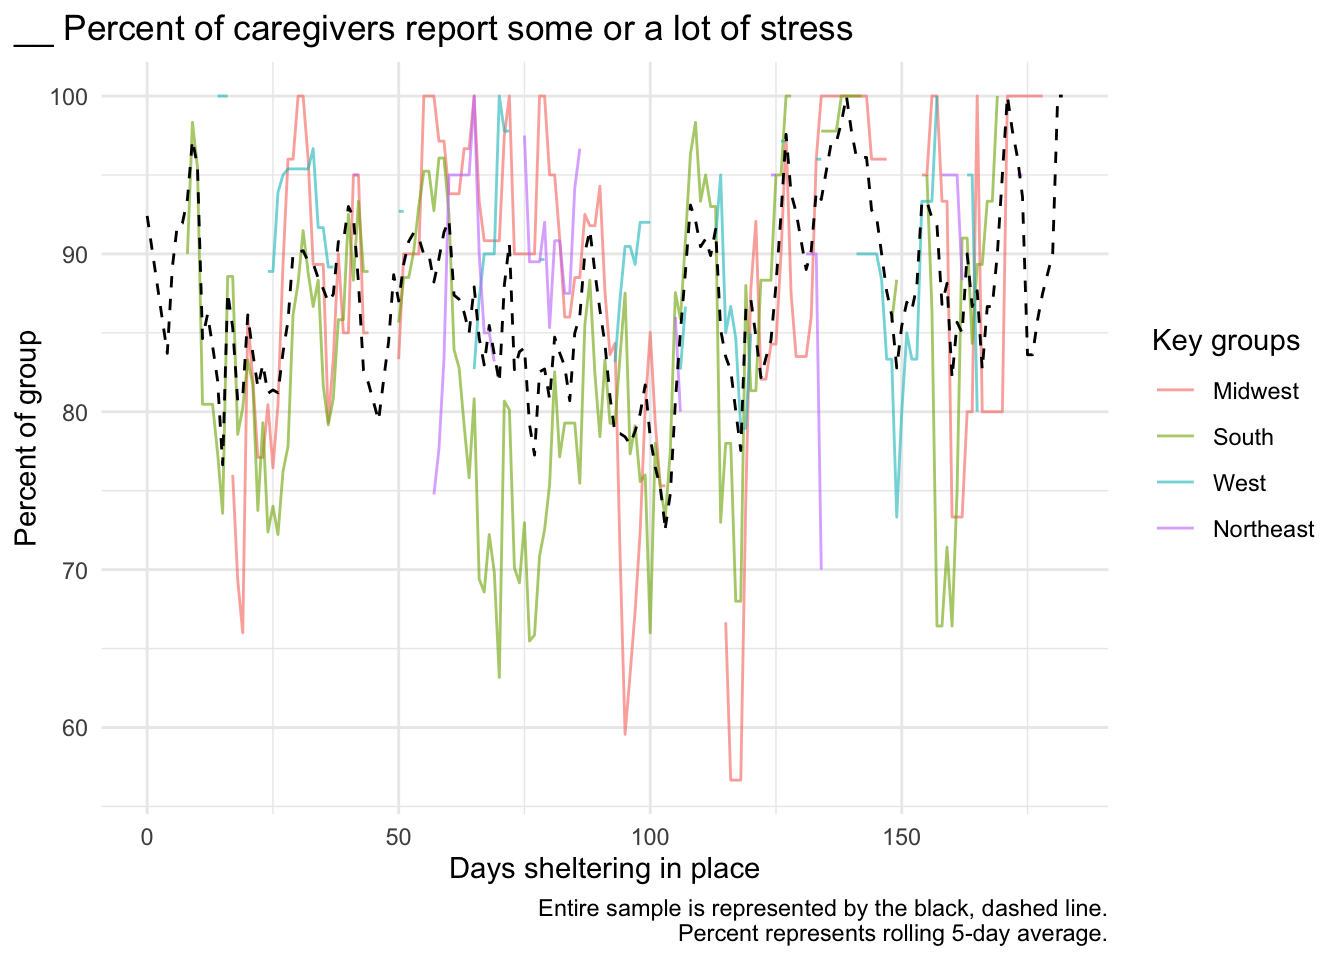 __ Percent of caregivers report some or a lot of stress
100
90
80
70
60
Percent of group
0 50 100 150
Days sheltering in place
Key groups
Midwest
South
West
Northeast
Entire sample is represented by the black, dashed line.
Percent represents rolling 5-day average.